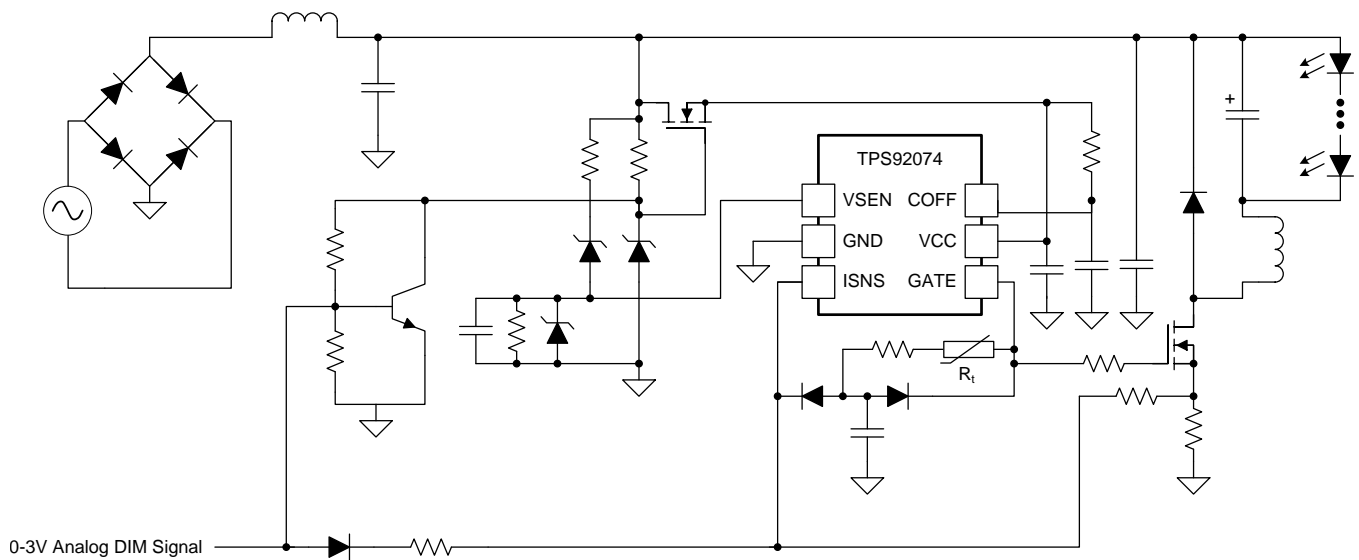 +
TPS92074
VSEN
COFF
GND
VCC
ISNS
GATE
Rt
0-3V Analog DIM Signal